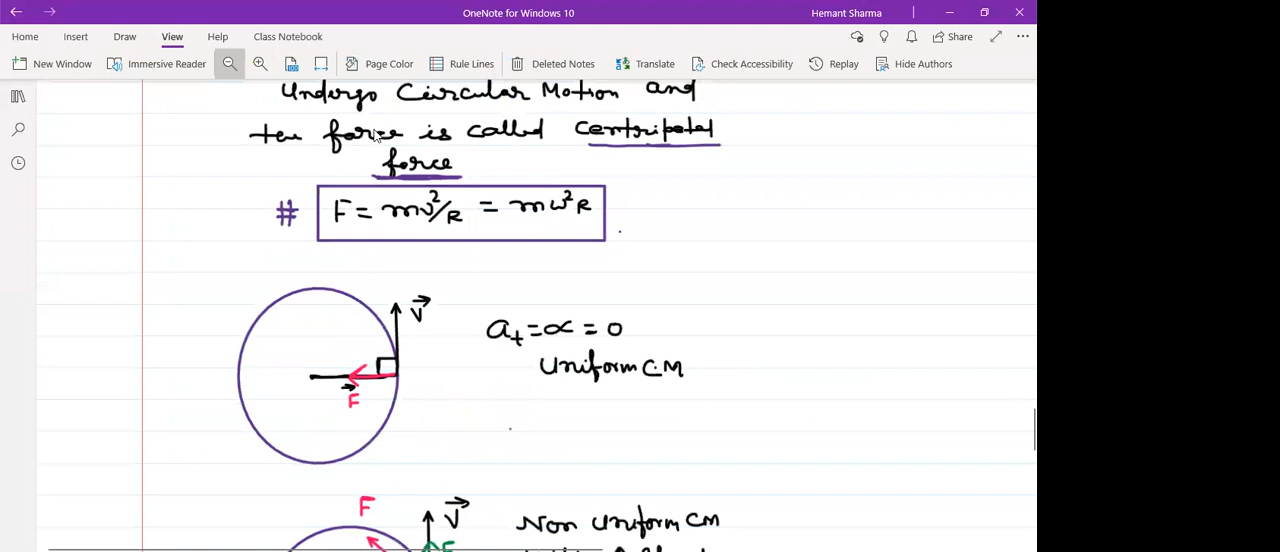 OneNote for Windows 10
Hemant Sharma
Home Insert Draw View Help Class Notebook
Share
New Window Immersive Reader Page Color Rule Lines Deleted Notes Translate Check Accessibility Replay Hide Authors
Undergo Circular Motion and
force is called centripetal
force
# F = mv²/R = mω²R
V
a_t = α = 0
Uniform CM
F
F
V
Non Uniform CM
F